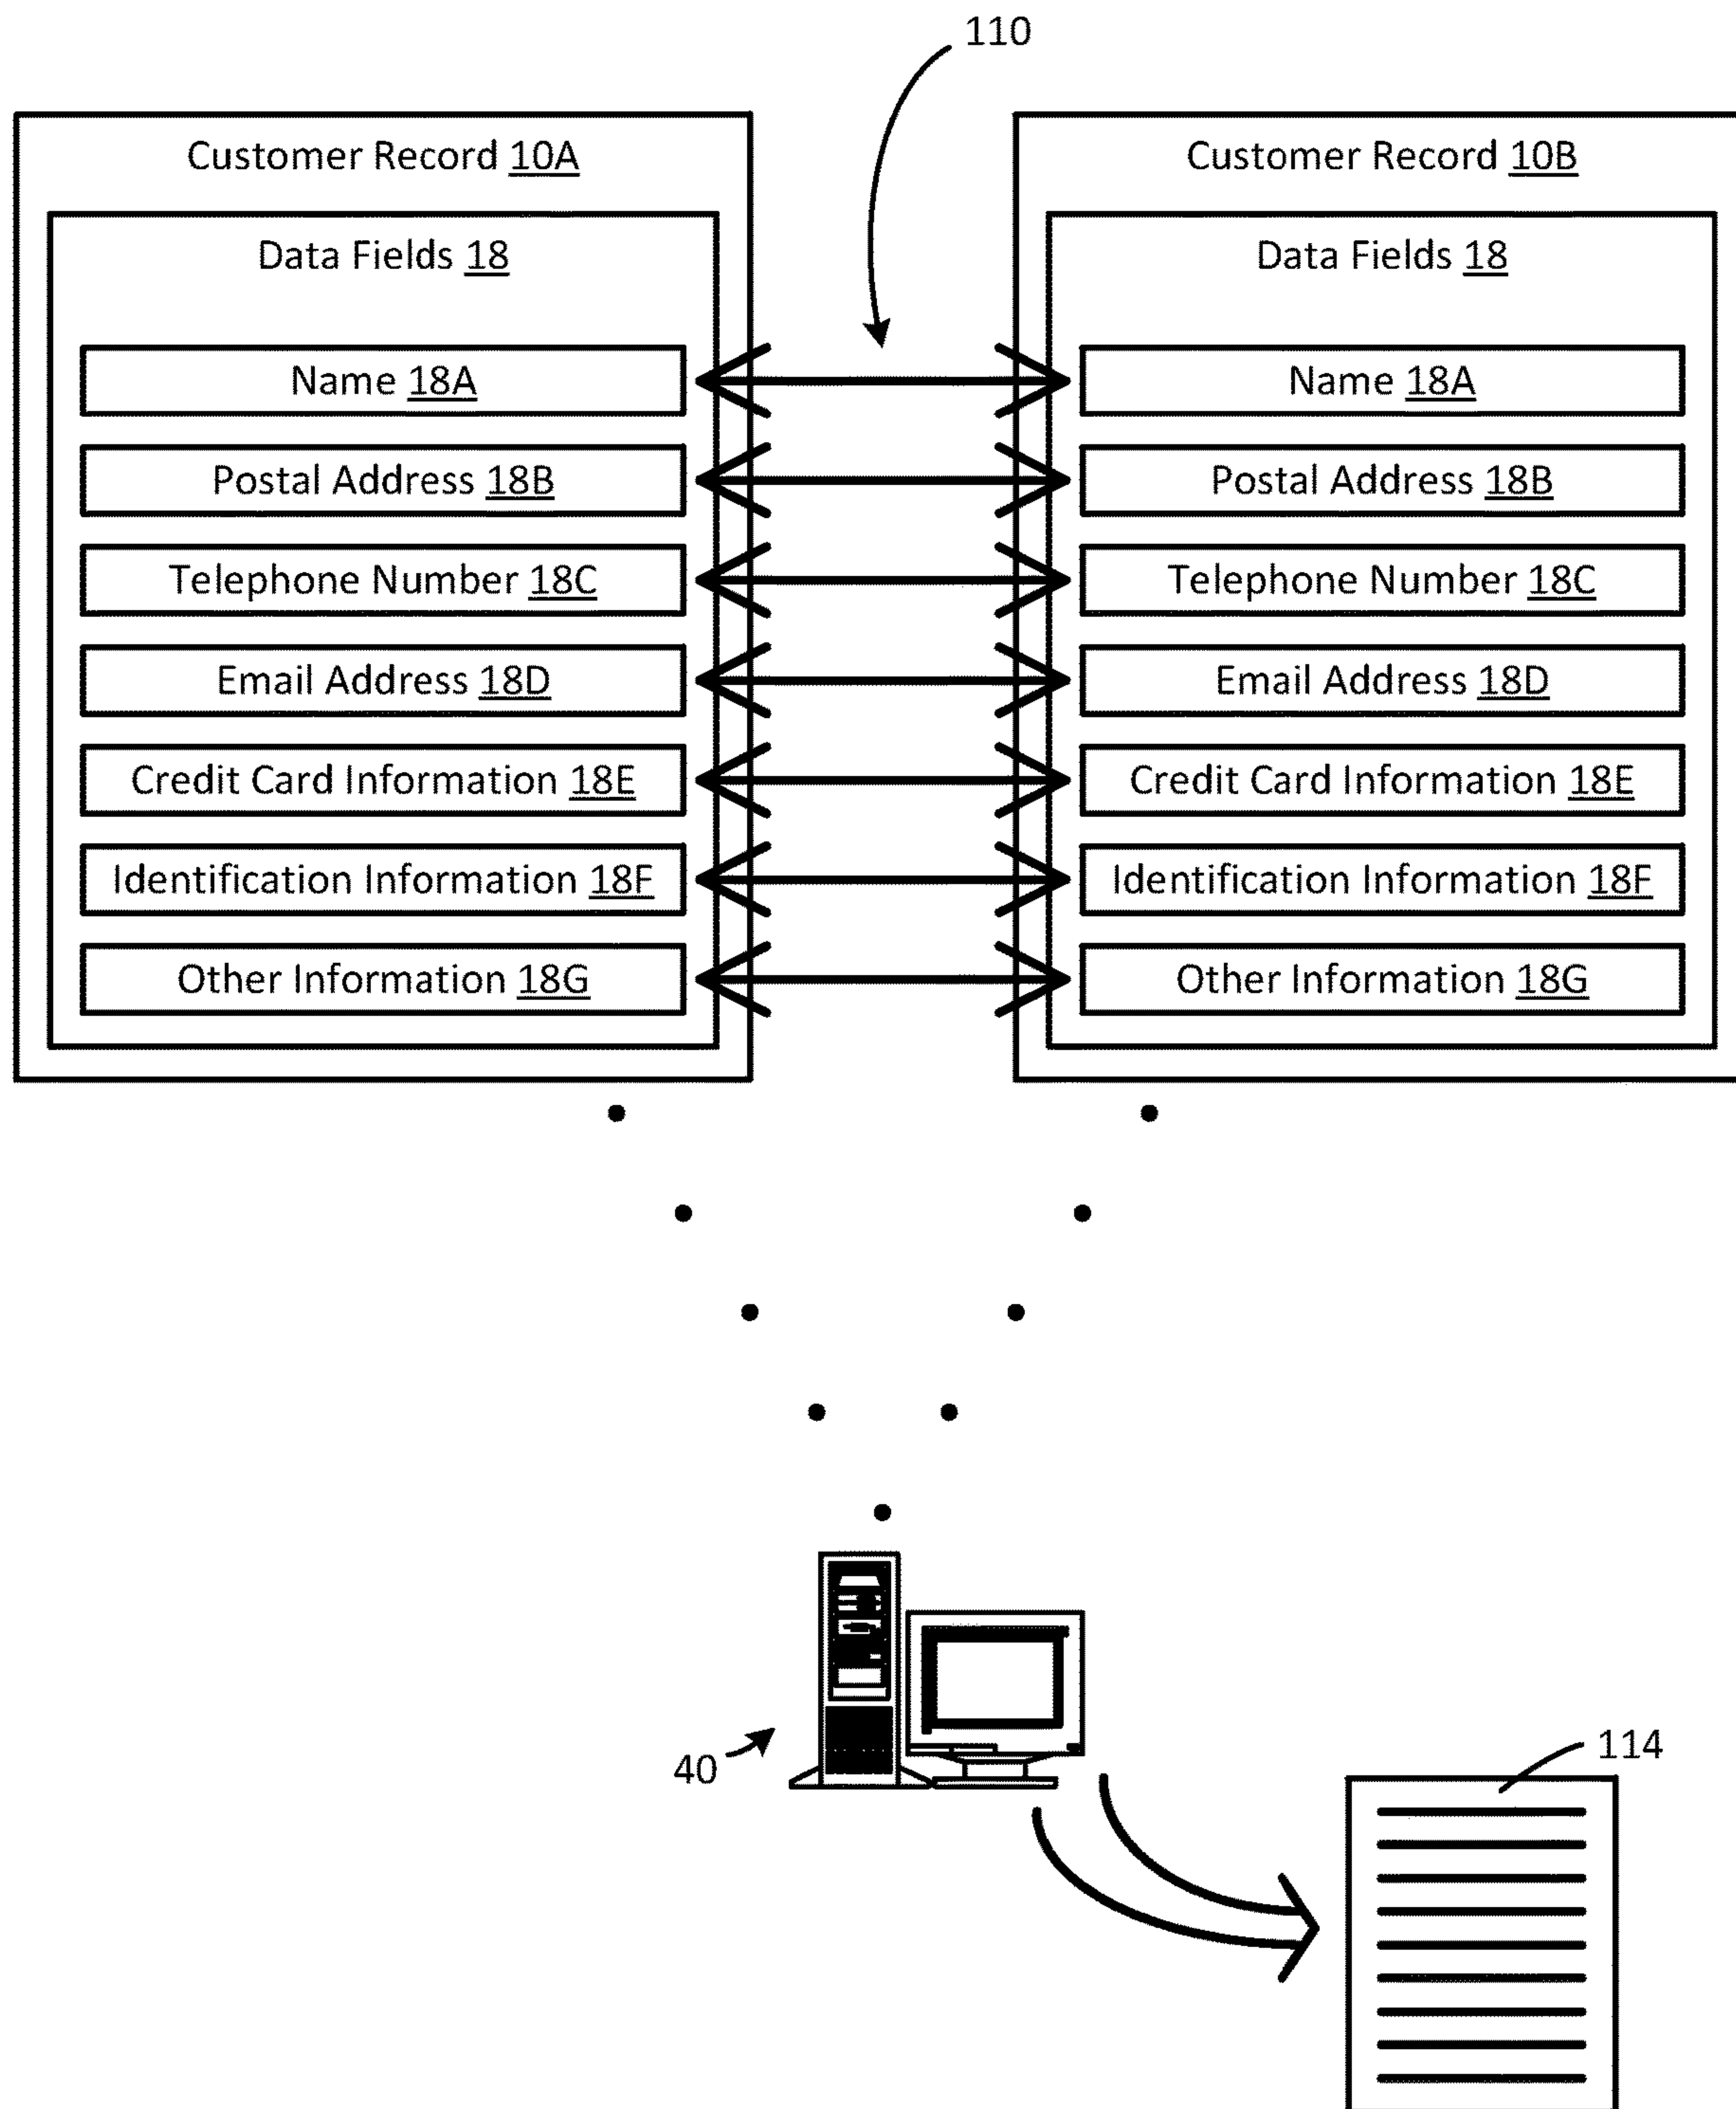 110
Customer Record 10A
Data Fields 18
Name 18A
Postal Address 18B
Telephone Number 18C
Email Address 18D
Credit Card Information 18E
Identification Information 18F
Other Information 18G
Customer Record 10B
Data Fields 18
Name 18A
Postal Address 18B
Telephone Number 18C
Email Address 18D
Credit Card Information 18E
Identification Information 18F
Other Information 18G
40
114